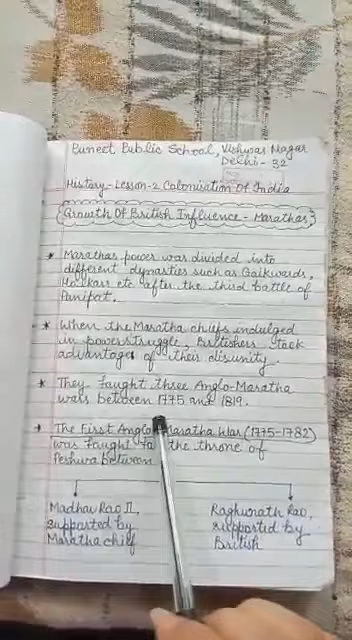 Puneet Public School, Vishwas Nagar
Delhi - 32
History - Lesson-2 Colonisation Of India
Growth Of British Influence - Marathas
* Marathas power was divided into
different dynasties such as Gaikwards,
Holkars etc after the third battle of
Panipat.
* When the Maratha chiefs indulged
in power struggle, Britishers took
advantage of their disunity.
* They faught three Anglo-Maratha
wars between 1775 and 1819.
* The First Anglo Maratha War (1775-1782)
was faught the throne of
Peshwa between
Madhav Rao II, supported by Maratha chief
Raghunath Rao, supported by British